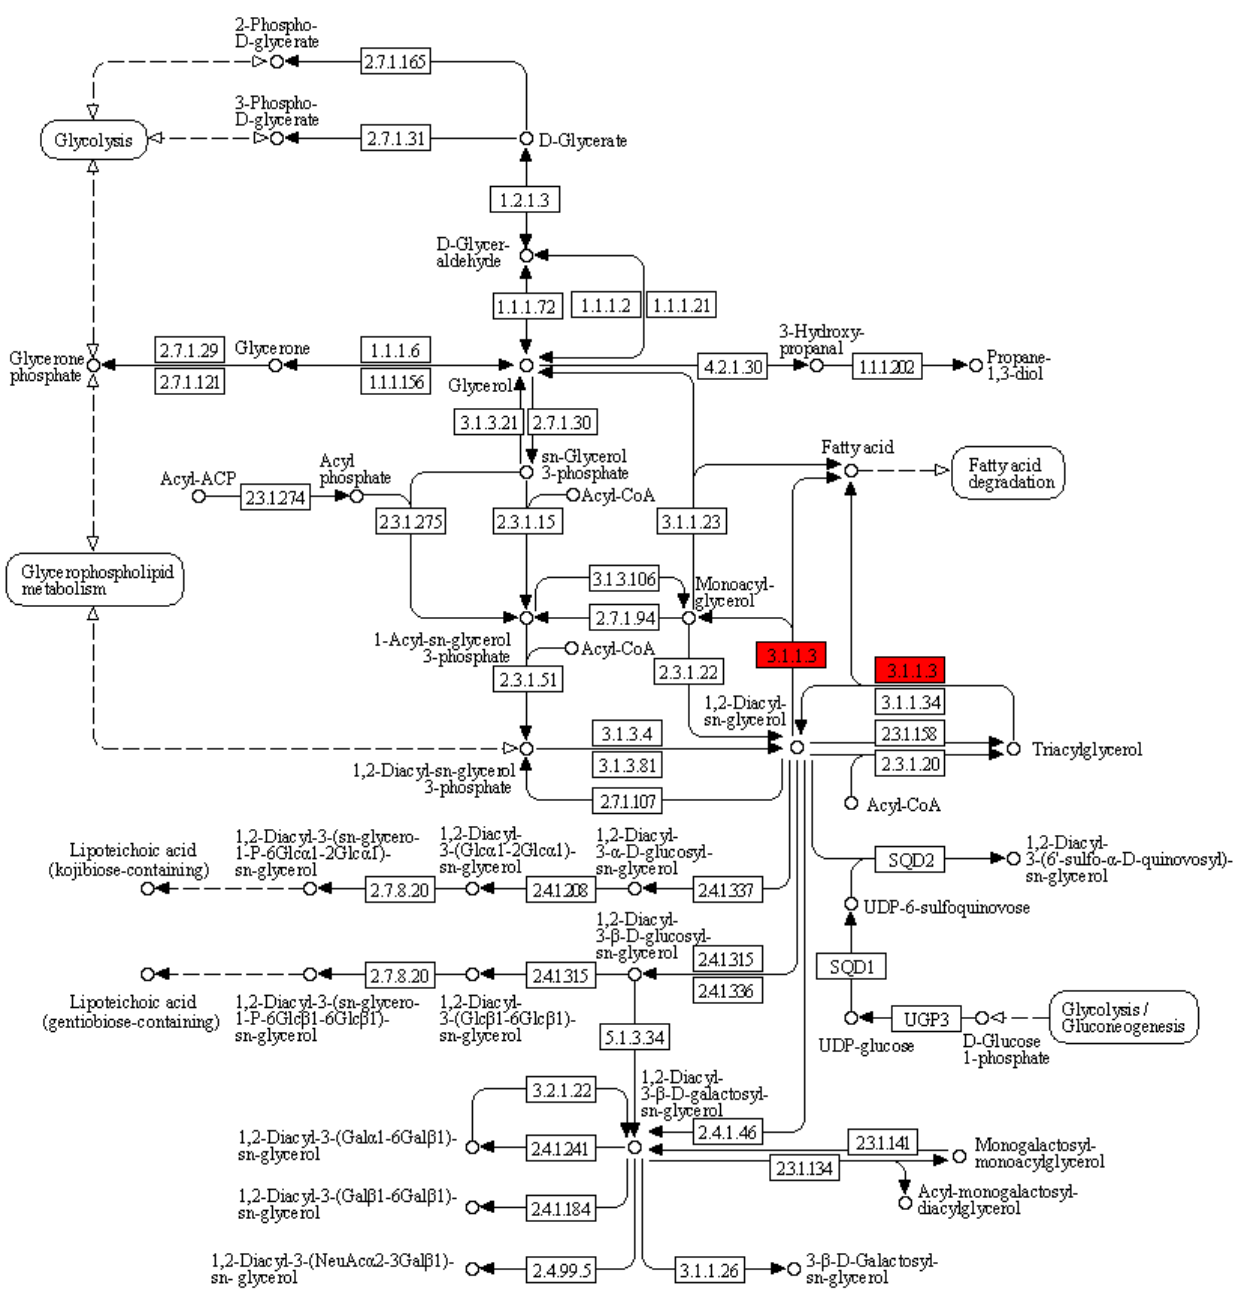 2-Phospho-
D-glycerate
2.7.1.165
3-Phospho-
D-glycerate
Glycolysis
2.7.1.31
D-Glycerate
1.2.1.3
D-Glycer-
aldehyde
1.1.1.72
1.1.1.2
1.1.1.21
Glycerone
phosphate
2.7.1.29
2.7.1.121
Glycerone
1.1.1.6
1.1.1.156
Glycerol
4.2.1.30
3-Hydroxy-
propanal
1.1.1.202
Propane-
1,3-diol
3.1.3.21
2.7.1.30
sn-Glycerol
3-phosphate
Fatty acid
Fatty acid
degradation
Acyl-ACP
2.3.1.274
Acyl
phosphate
Acyl-CoA
2.3.1.275
2.3.1.15
3.1.1.23
Glycerophospholipid
metabolism
3.1.3.106
2.7.1.94
Monoacyl-
glycerol
1-Acyl-sn-glycerol
3-phosphate
Acyl-CoA
2.3.1.51
2.3.1.22
3.1.1.3
3.1.1.3
3.1.1.34
1,2-Diacyl-
sn-glycerol
2.3.1.158
2.3.1.20
Triacylglycerol
3.1.3.4
3.1.3.81
1,2-Diacyl-sn-glycerol
3-phosphate
2.7.1.107
Acyl-CoA
Lipoteichoic acid
(kojibiose-containing)
1,2-Diacyl-3-(sn-glycero-
1-P-6Glcα1-2Glcα1)-
sn-glycerol
1,2-Diacyl-
3-(Glcα1-2Glcα1)-
sn-glycerol
1,2-Diacyl-
3-α-D-glucosyl-
sn-glycerol
2.7.8.20
2.4.1.208
2.4.1.337
SQD2
1,2-Diacyl-
3-(6'-sulfo-α-D-quinovosyl)-
sn-glycerol
UDP-6-sulfoquinovose
1,2-Diacyl-
3-β-D-glucosyl-
sn-glycerol
2.7.8.20
2.4.1.315
2.4.1.315
2.4.1.336
SQD1
Lipoteichoic acid
(gentiobiose-containing)
1,2-Diacyl-3-(sn-glycero-
1-P-6Glcβ1-6Glcβ1)-
sn-glycerol
1,2-Diacyl-
3-(Glcβ1-6Glcβ1)-
sn-glycerol
5.1.3.34
UDP-glucose
UGP3
D-Glucose
1-phosphate
Glycolysis /
Gluconeogenesis
3.2.1.22
1,2-Diacyl-
3-β-D-galactosyl-
sn-glycerol
2.4.1.46
1,2-Diacyl-3-(Galα1-6Galβ1)-
sn-glycerol
2.4.1.241
2.3.1.141
2.3.1.134
Monogalactosyl-
monoacylglycerol
1,2-Diacyl-3-(Galβ1-6Galβ1)-
sn-glycerol
2.4.1.184
Acyl-monogalactosyl-
diacylglycerol
1,2-Diacyl-3-(NeuAcα2-3Galβ1)-
sn- glycerol
2.4.99.5
3.1.1.26
3-β-D-Galactosyl-
sn-glycerol